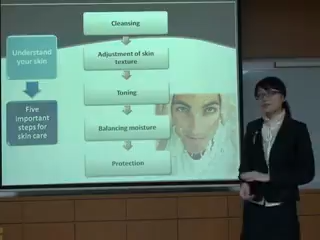 Cleansing
Understand
your skin
Adjustment of skin
texture
Toning
Five
important
steps for
skin care
Balancing moisture
Protection